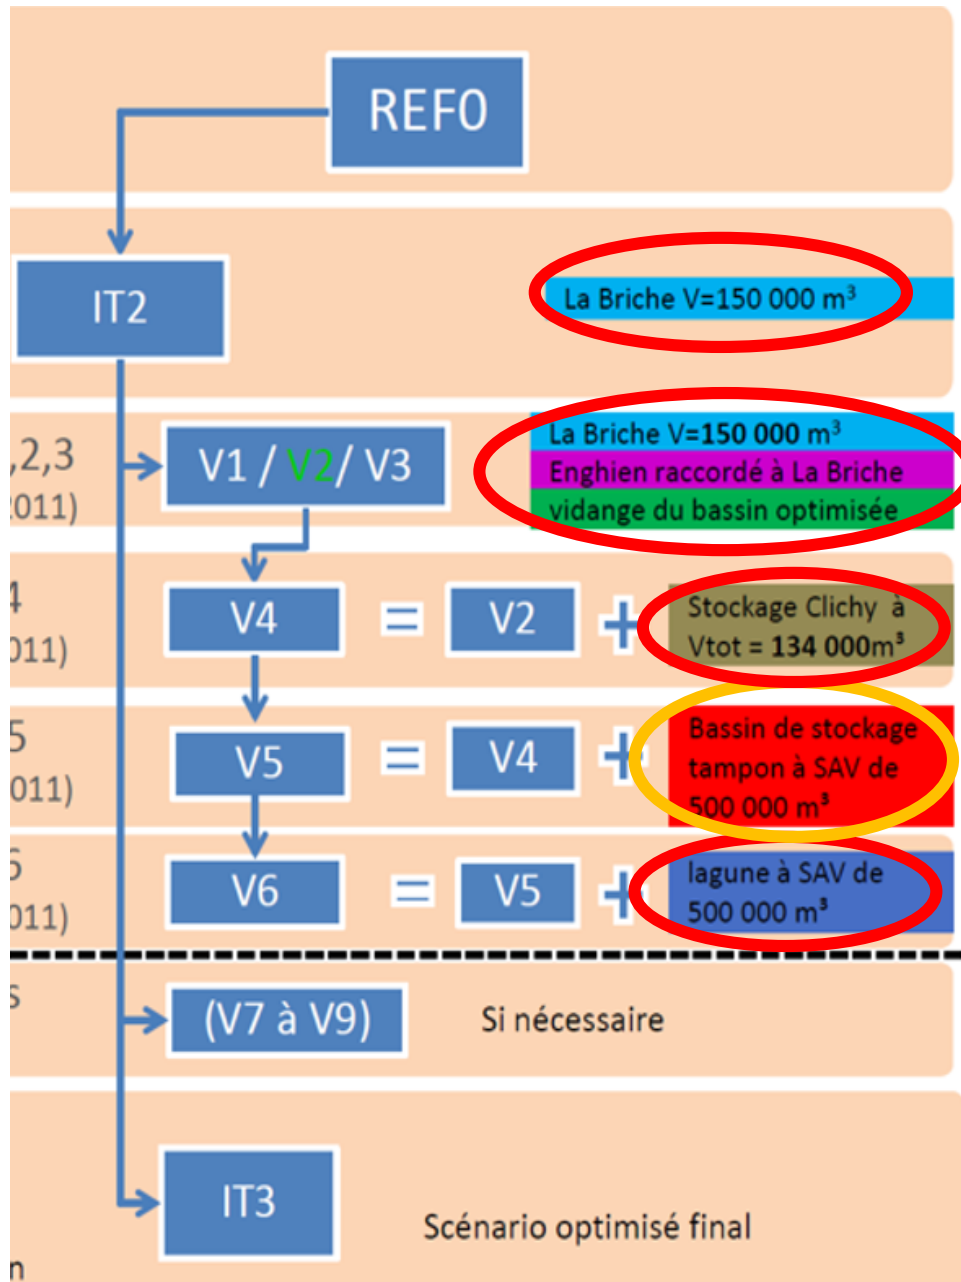 REF0
IT2
La Briche V=150 000 m³
,2,3
2011)
V1 / V2/ V3
La Briche V=150 000 m³
Enghien raccordé à La Briche
vidange du bassin optimisée
4
011)
V4 = V2 +
Stockage Clichy à
Vtot = 134 000m³
5
011)
V5 = V4 +
Bassin de stockage
tampon à SAV de
500 000 m³
6
011)
V6 = V5 +
lagune à SAV de
500 000 m³
s
(V7 à V9)
Si nécessaire
IT3
Scénario optimisé final
n